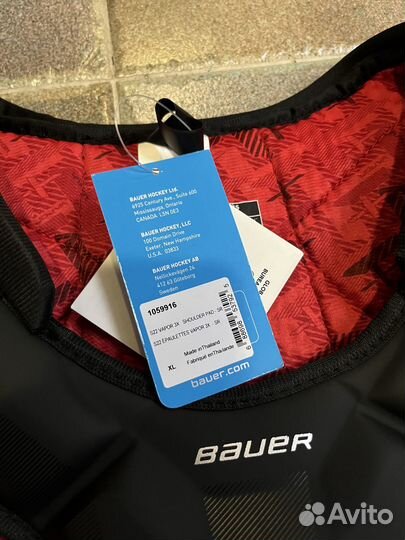 BAUER HOCKEY Ltd.
6925 Century Ave., Suite 600
Mississauga, Ontario
CANADA L5N 0E3
BAUER HOCKEY, LLC
100 Domain Drive
Exeter, New Hampshire
U.S.A. 03833
BAUER HOCKEY AB
Nellickevägen 24
412 63 Göteborg
Sweden
1059916
S22 VAPOR 3X SHOULDER PAD - SR
S22 ÉPAULETTES VAPOR 3X - SR
Made in Thailand
XL
Fabriqué en Thaïlande
bauer.com
BAUER
Avito